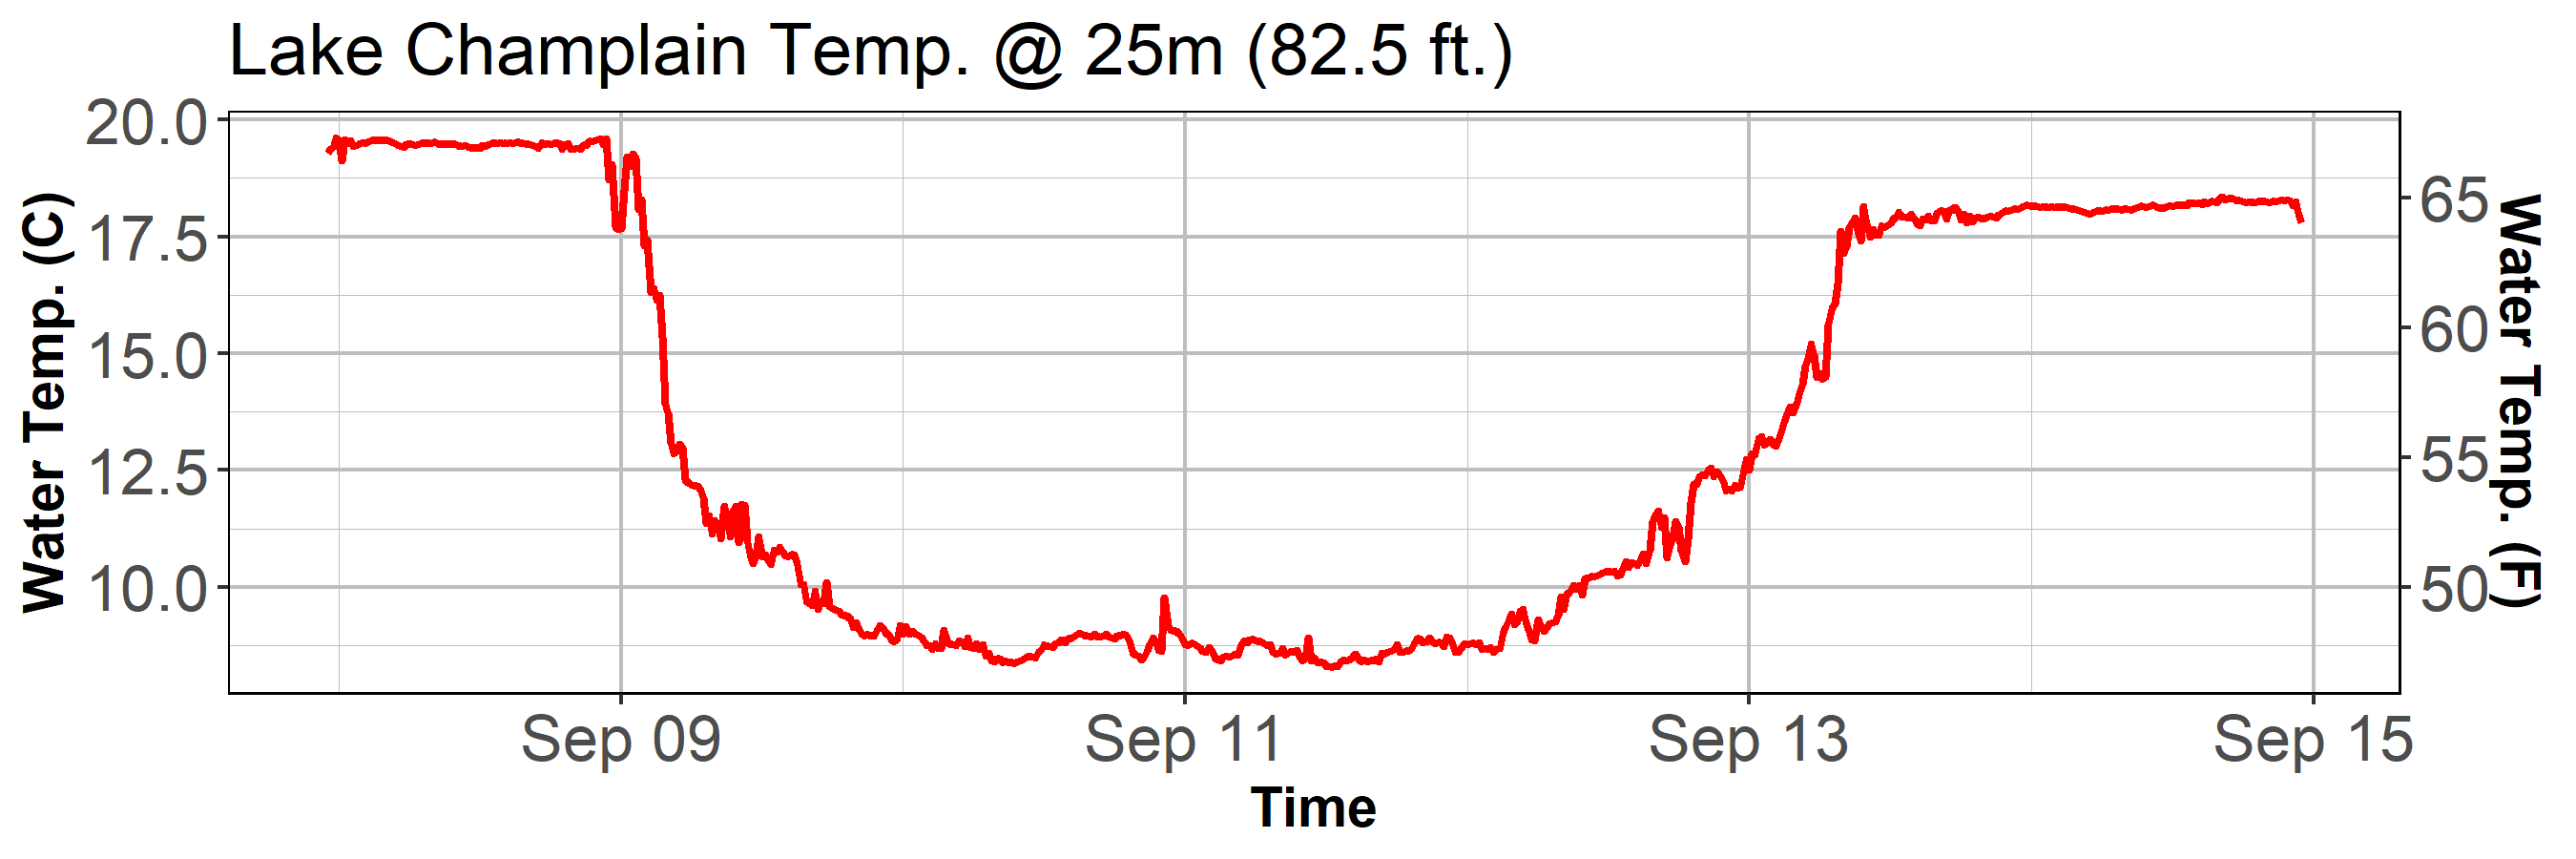 Lake Champlain Temp. @ 25m (82.5 ft.)
Water Temp. (C)
20.0
17.5
15.0
12.5
10.0
65
60
55
50
Water Temp. (F)
Sep 09
Sep 11
Sep 13
Sep 15
Time